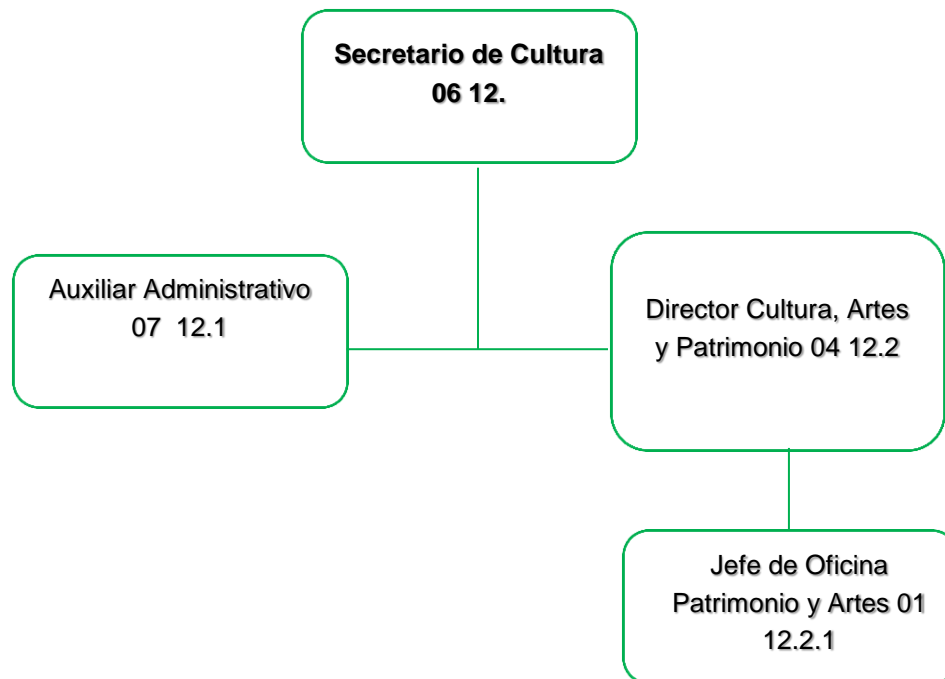 Secretario de Cultura
06 12.
Auxiliar Administrativo
07 12.1
Director Cultura, Artes
y Patrimonio 04 12.2
Jefe de Oficina
Patrimonio y Artes 01
12.2.1